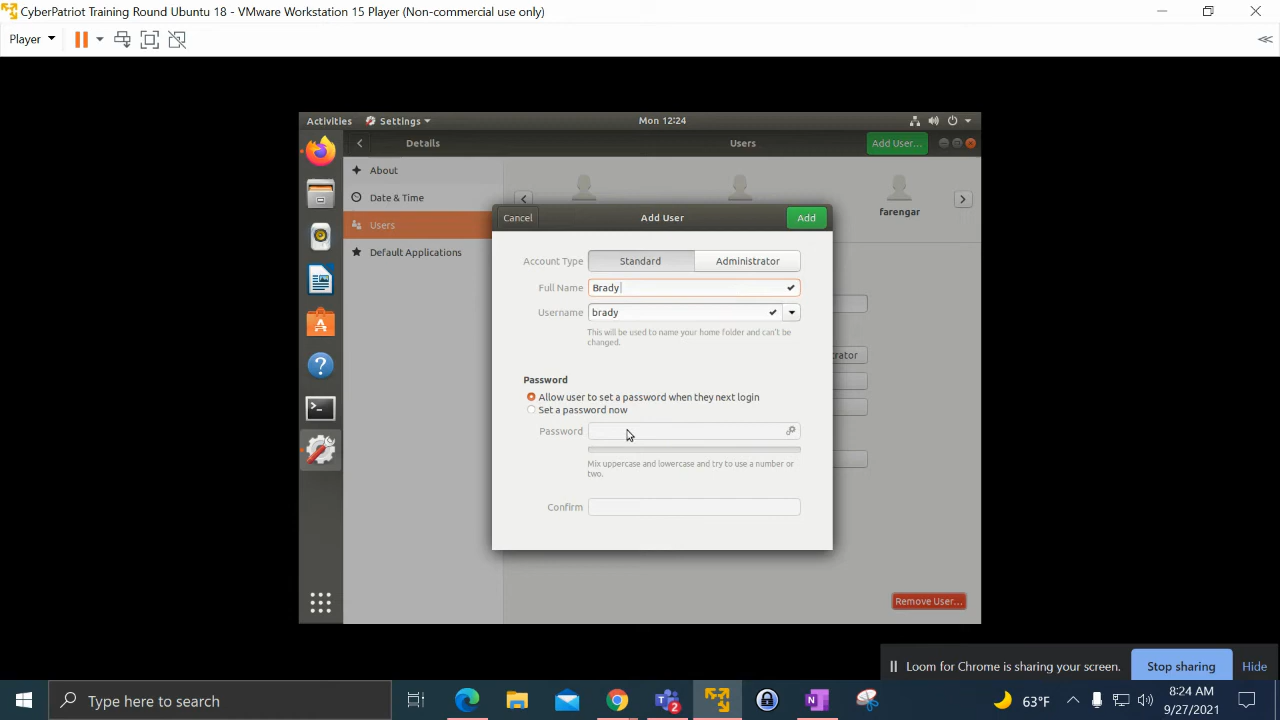 CyberPatriot Training Round Ubuntu 18 - VMware Workstation 15 Player (Non-commercial use only)
Player
Activities
Settings
Mon 12:24
Details
Users
Add User...
About
Date & Time
Users
Default Applications
farengar
Cancel
Add User
Add
Account Type
Standard
Administrator
Full Name
Brady
Username
brady
This will be used to name your home folder and can't be
changed.
Password
Allow user to set a password when they next login
Set a password now
Password
Mix uppercase and lowercase and try to use a number or
two.
Confirm
rator
Remove User...
Loom for Chrome is sharing your screen.
Stop sharing
Hide
Type here to search
2
63°F
8:24 AM
9/27/2021